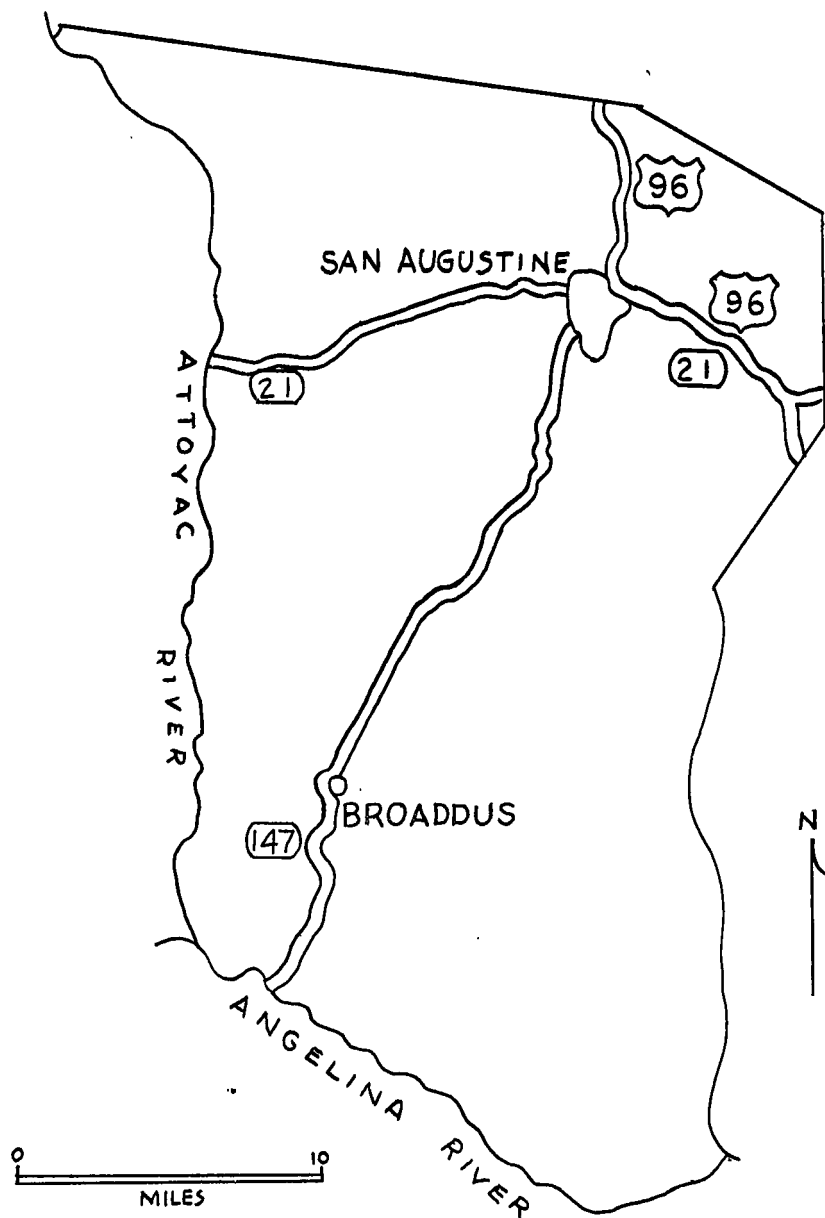 96
SAN AUGUSTINE
96
21
21
ATTOYAC RIVER
BROADDUS
147
N
ANGELINA RIVER
0 10
MILES